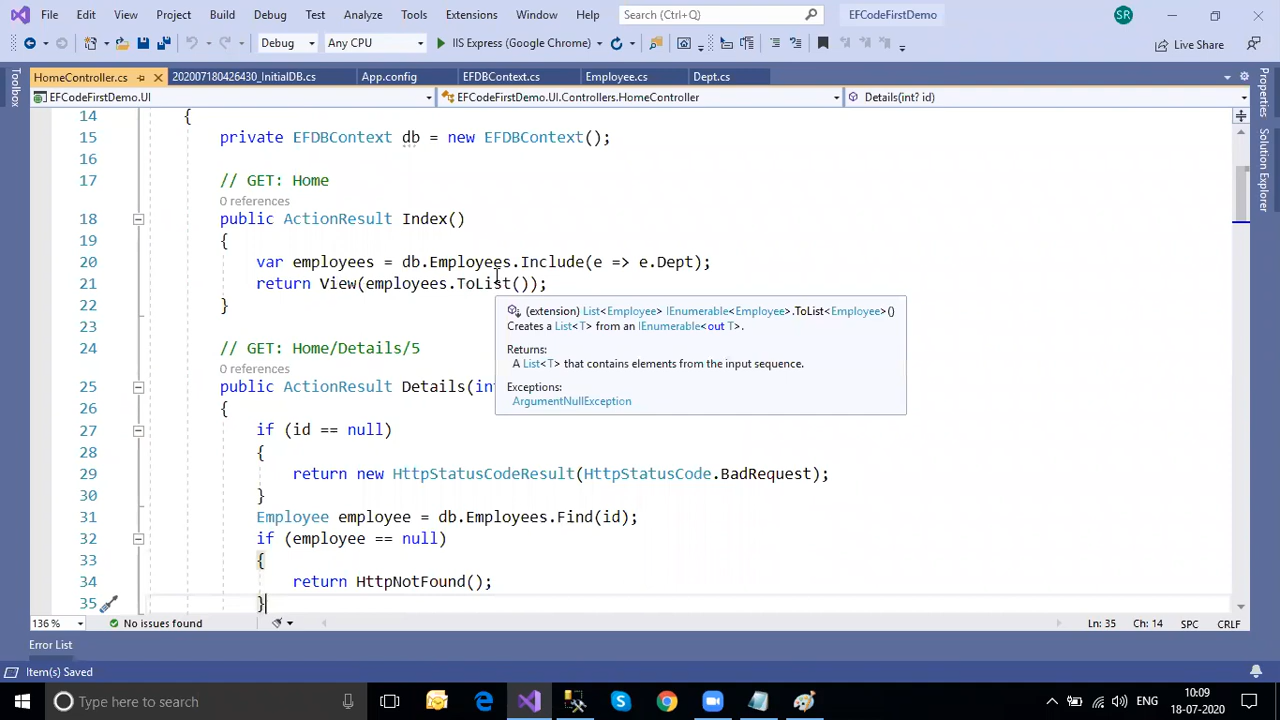 File Edit View Project Build Debug Test Analyze Tools Extensions Window Help Search (Ctrl+Q) EFCodeFirstDemo SR
Debug Any CPU IIS Express (Google Chrome) Live Share
HomeController.cs 202007180426430_InitialDB.cs App.config EFDBContext.cs Employee.cs Dept.cs
EFCodeFirstDemo.UI EFCodeFirstDemo.UI.Controllers.HomeController Details(int? id)
Toolbox
Properties
Solution Explorer
14 {
15 private EFDBContext db = new EFDBContext();
16
17 // GET: Home
0 references
18 public ActionResult Index()
19 {
20 var employees = db.Employees.Include(e => e.Dept);
21 return View(employees.ToList());
22 }
23
(extension) List<Employee> IEnumerable<Employee>.ToList<Employee>()
Creates a List<T> from an IEnumerable<out T>.
Returns:
A List<T> that contains elements from the input sequence.
Exceptions:
ArgumentNullException
24 // GET: Home/Details/5
0 references
25 public ActionResult Details(int
26 {
27 if (id == null)
28 {
29 return new HttpStatusCodeResult(HttpStatusCode.BadRequest);
30 }
31 Employee employee = db.Employees.Find(id);
32 if (employee == null)
33 {
34 return HttpNotFound();
35 }
136 % No issues found Ln: 35 Ch: 14 SPC CRLF
Error List
Item(s) Saved
Type here to search ENG 10:09
18-07-2020